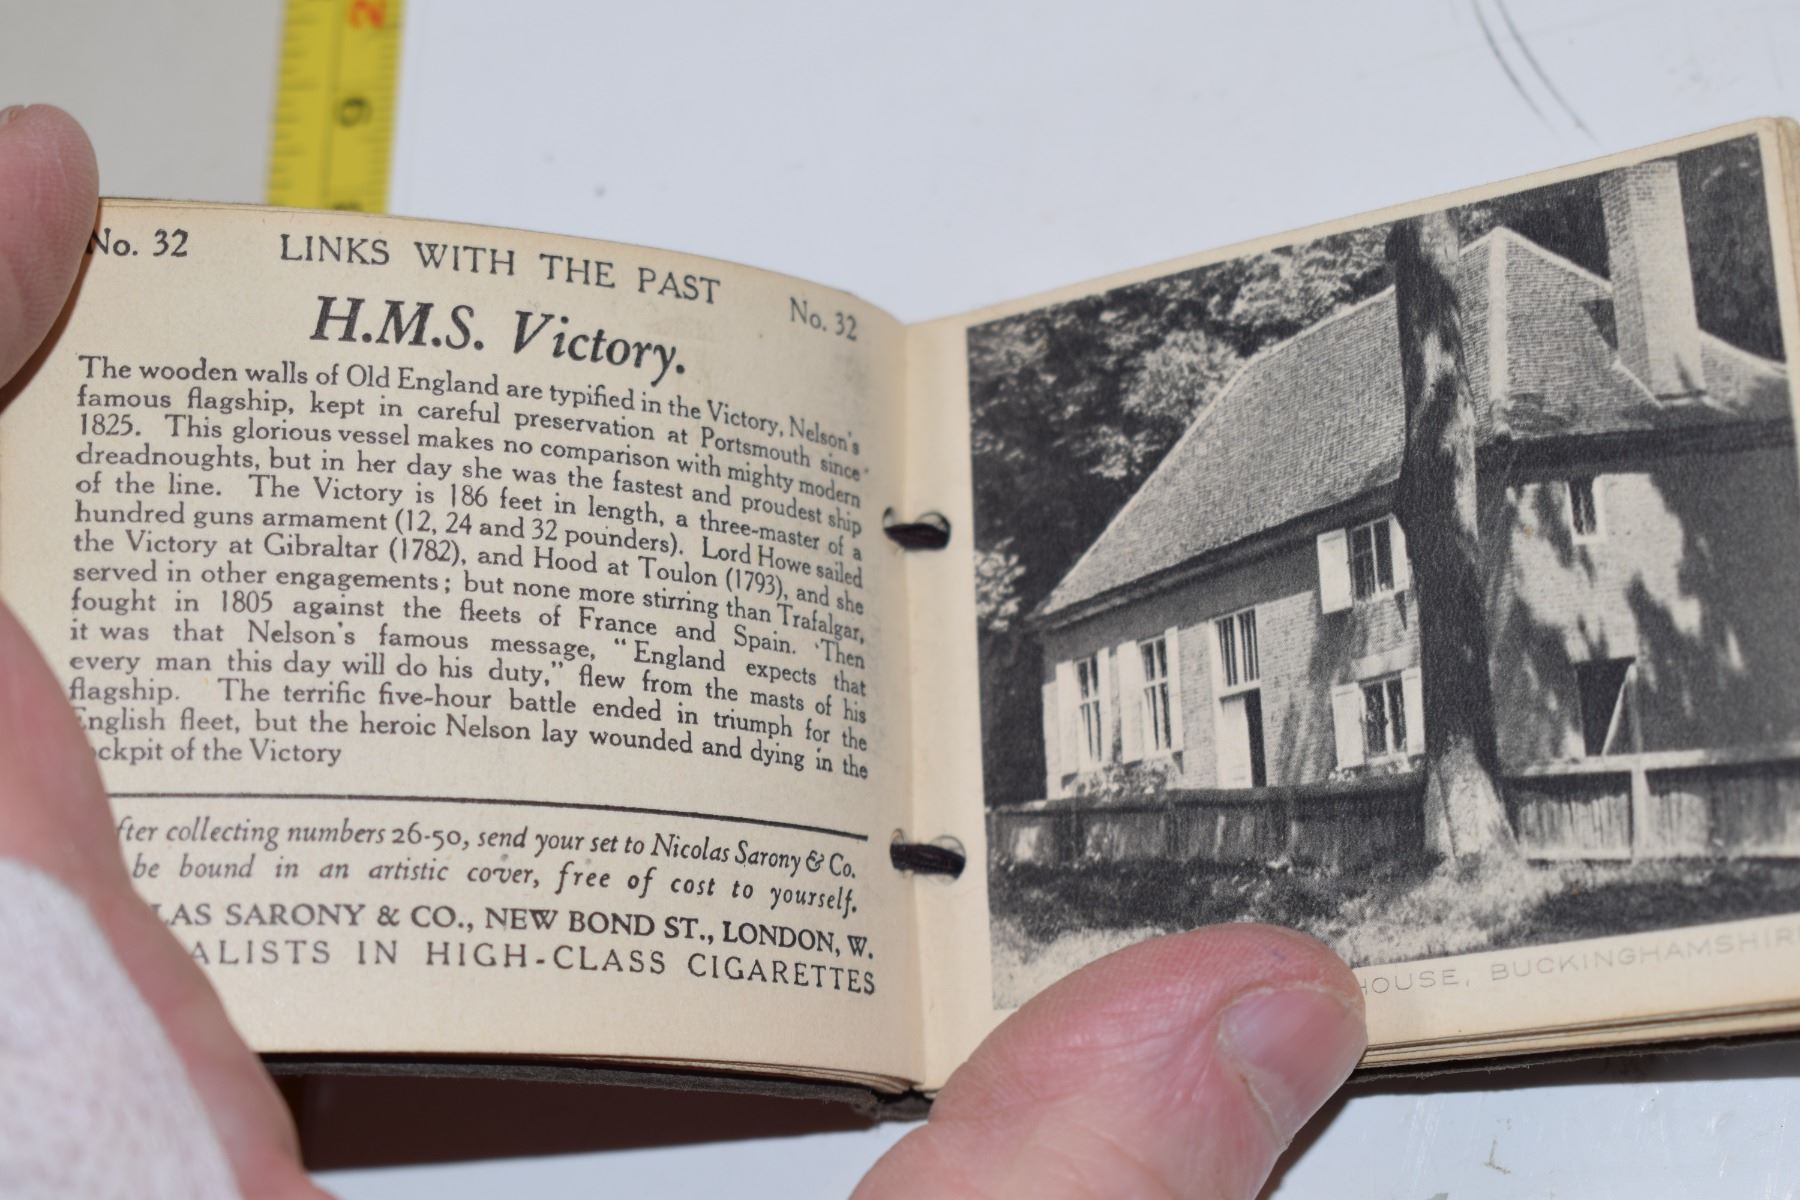 2
9
No. 32 LINKS WITH THE PAST No. 32
H.M.S. Victory.
The wooden walls of Old England are typified in the Victory, Nelson's
famous flagship, kept in careful preservation at Portsmouth since
1825. This glorious vessel makes no comparison with mighty modern
dreadnoughts, but in her day she was the fastest and proudest ship
of the line. The Victory is 186 feet in length, a three-master of a
hundred guns armament (12, 24 and 32 pounders). Lord Howe sailed
the Victory at Gibraltar (1782), and Hood at Toulon (1793), and she
served in other engagements; but none more stirring than Trafalgar,
fought in 1805 against the fleets of France and Spain. Then
it was that Nelson's famous message, "England expects that
every man this day will do his duty," flew from the masts of his
flagship. The terrific five-hour battle ended in triumph for the
English fleet, but the heroic Nelson lay wounded and dying in the
ockpit of the Victory
fter collecting numbers 26-50, send your set to Nicolas Sarony & Co.
be bound in an artistic cover, free of cost to yourself.
LAS SARONY & CO., NEW BOND ST., LONDON, W.
ALISTS IN HIGH-CLASS CIGARETTES
HOUSE, BUCKINGHAMSHIR